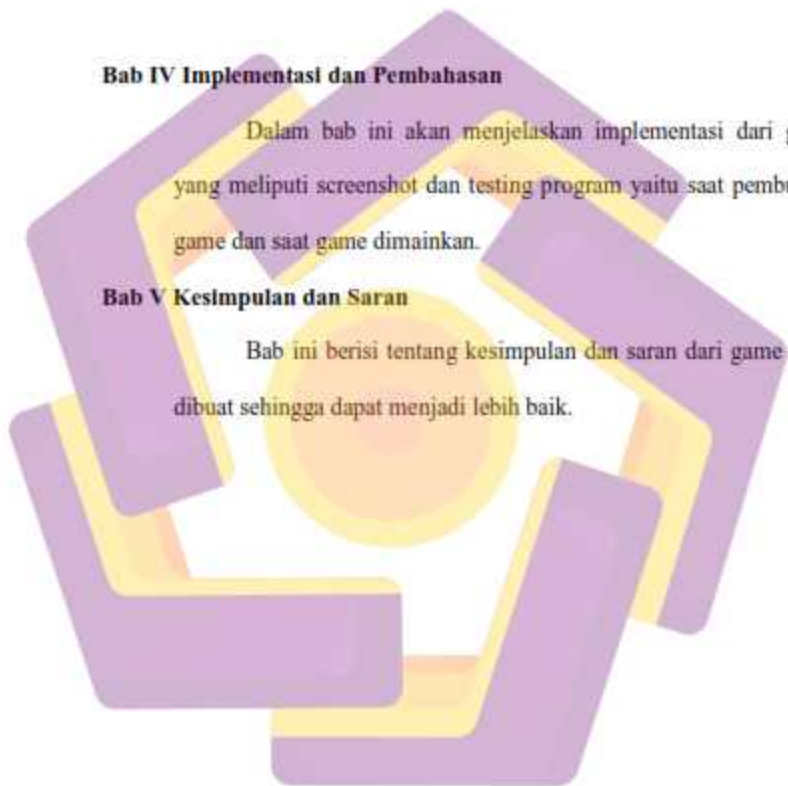 Bab IV Implementasi dan Pembahasan
Dalam bab ini akan menjelaskan implementasi dari
yang meliputi screenshot dan testing program yaitu saat
game dan saat game dimainkan.
Bab V Kesimpulan dan Saran
Bab ini berisi tentang kesimpulan dan saran dari game
dibuat sehingga dapat menjadi lebih baik.